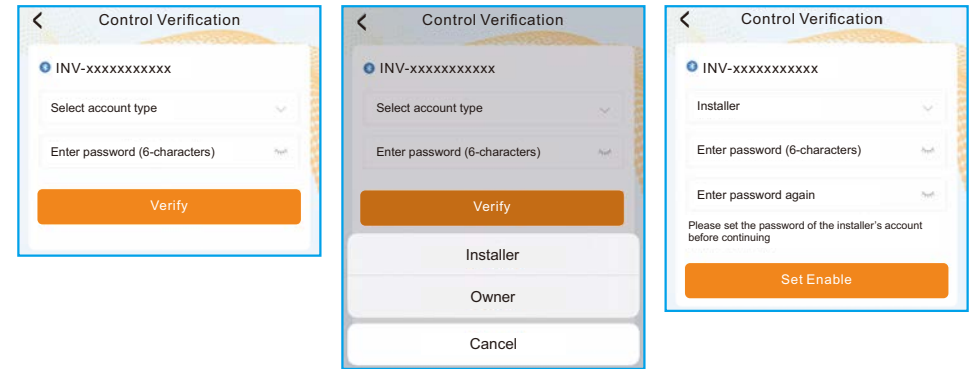 Control Verification
INV-xxxxxxxxxxx
Select account type
Enter password (6-characters)
Verify
Control Verification
INV-xxxxxxxxxxx
Select account type
Enter password (6-characters)
Verify
Installer
Owner
Cancel
Control Verification
INV-xxxxxxxxxxx
Installer
Enter password (6-characters)
Enter password again
Please set the password of the installer's account
before continuing
Set Enable